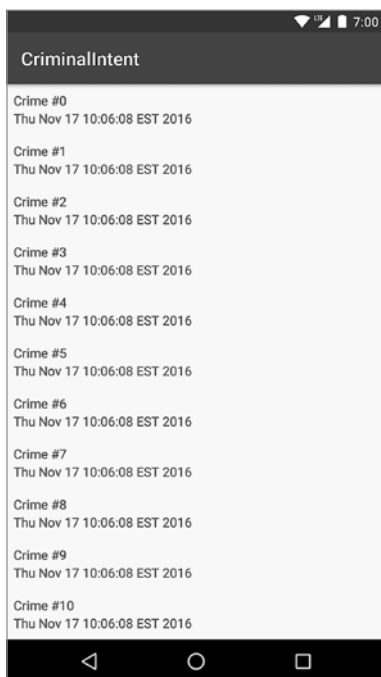 LTE 7:00
CriminalIntent
Crime #0
Thu Nov 17 10:06:08 EST 2016
Crime #1
Thu Nov 17 10:06:08 EST 2016
Crime #2
Thu Nov 17 10:06:08 EST 2016
Crime #3
Thu Nov 17 10:06:08 EST 2016
Crime #4
Thu Nov 17 10:06:08 EST 2016
Crime #5
Thu Nov 17 10:06:08 EST 2016
Crime #6
Thu Nov 17 10:06:08 EST 2016
Crime #7
Thu Nov 17 10:06:08 EST 2016
Crime #8
Thu Nov 17 10:06:08 EST 2016
Crime #9
Thu Nov 17 10:06:08 EST 2016
Crime #10
Thu Nov 17 10:06:08 EST 2016